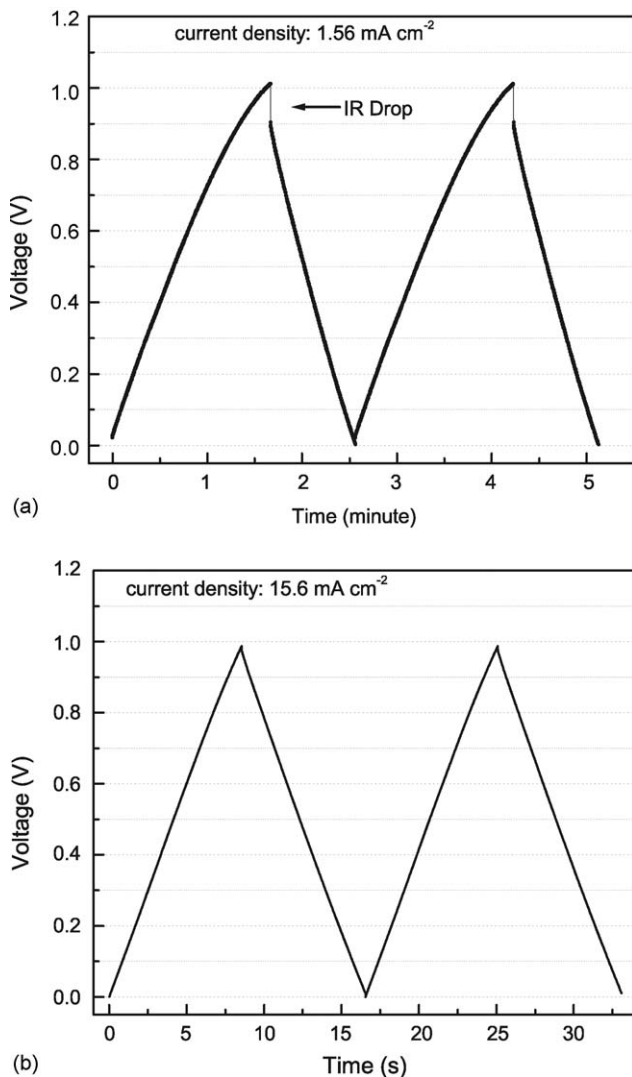 current density: 1.56 mA cm⁻²
1.2
1.0
0.8
0.6
0.4
0.2
0.0
Voltage (V)
IR Drop
0 1 2 3 4 5
Time (minute)
(a)
current density: 15.6 mA cm⁻²
1.2
1.0
0.8
0.6
0.4
0.2
0.0
Voltage (V)
0 5 10 15 20 25 30
Time (s)
(b)